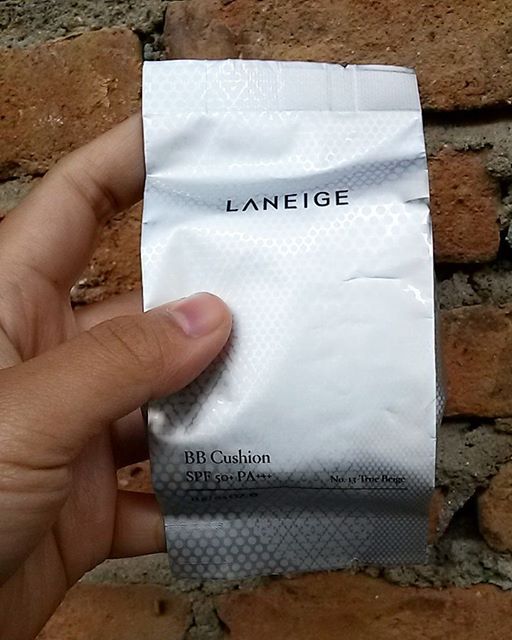 LANEIGE
BB Cushion
SPF 50+ PA+++
No. 13 True Beige